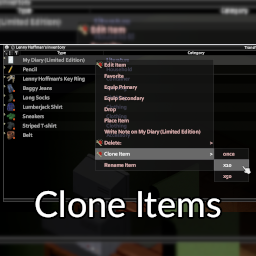 Lenny Hoffman's Inventory
Type
Category
My Diary (Limited Edition)
Pencil
Lenny Hoffman's Key Ring
Baggy Jeans
Long Socks
Lumberjack Shirt
Sneakers
Striped T-shirt
Belt
Edit Item
Favorite
Equip Primary
Equip Secondary
Drop
Place Item
Write Note on My Diary (Limited Edition)
Delete:
Clone Item
Rename Item
once
x10
x50
Clone Items